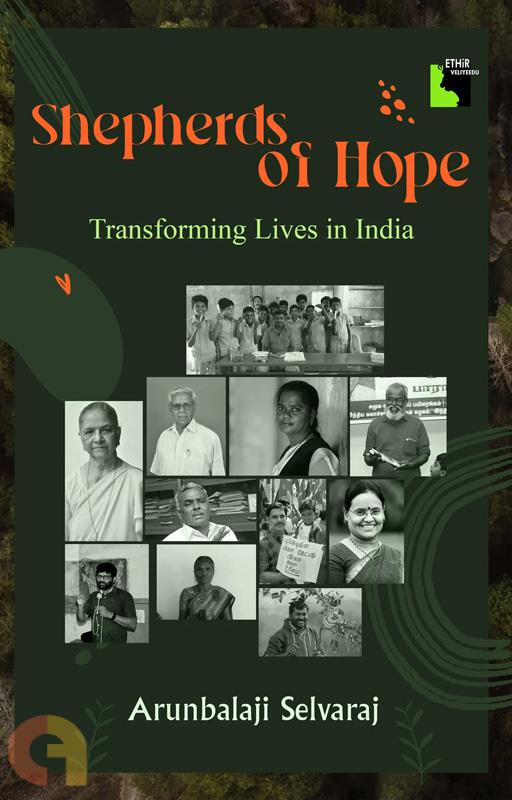 ETHiR
VELIYEEDU
Shepherds
of Hope
Transforming Lives in India
Arunbalaji Selvaraj